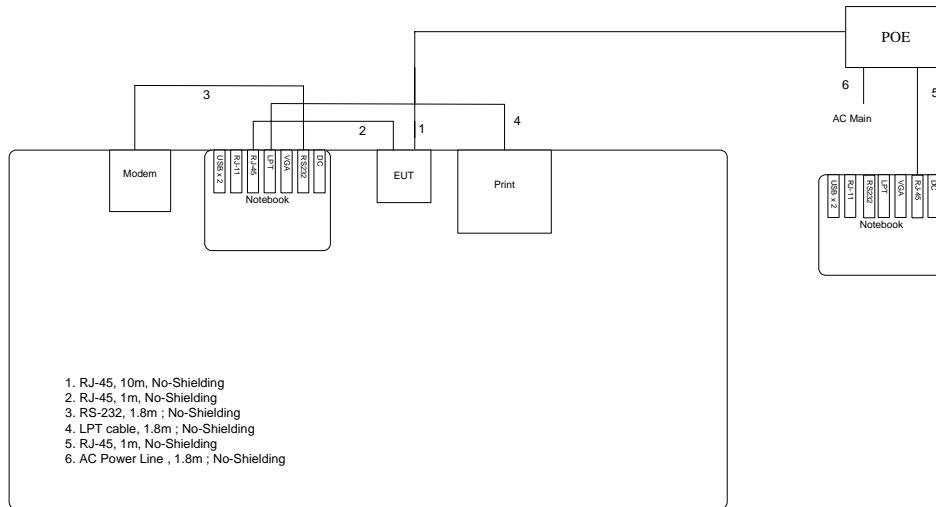 POE
6
5
AC Main
3
2
1
4
Modem
USB x 2
RJ-11
RJ-45
LPT
VGA
RS232
DC
Notebook
EUT
Print
USB x 2
RJ-11
RS232
LPT
VGA
RJ-45
DC
Notebook
1. RJ-45, 10m, No-Shielding
2. RJ-45, 1m, No-Shielding
3. RS-232, 1.8m ; No-Shielding
4. LPT cable, 1.8m ; No-Shielding
5. RJ-45, 1m, No-Shielding
6. AC Power Line , 1.8m ; No-Shielding